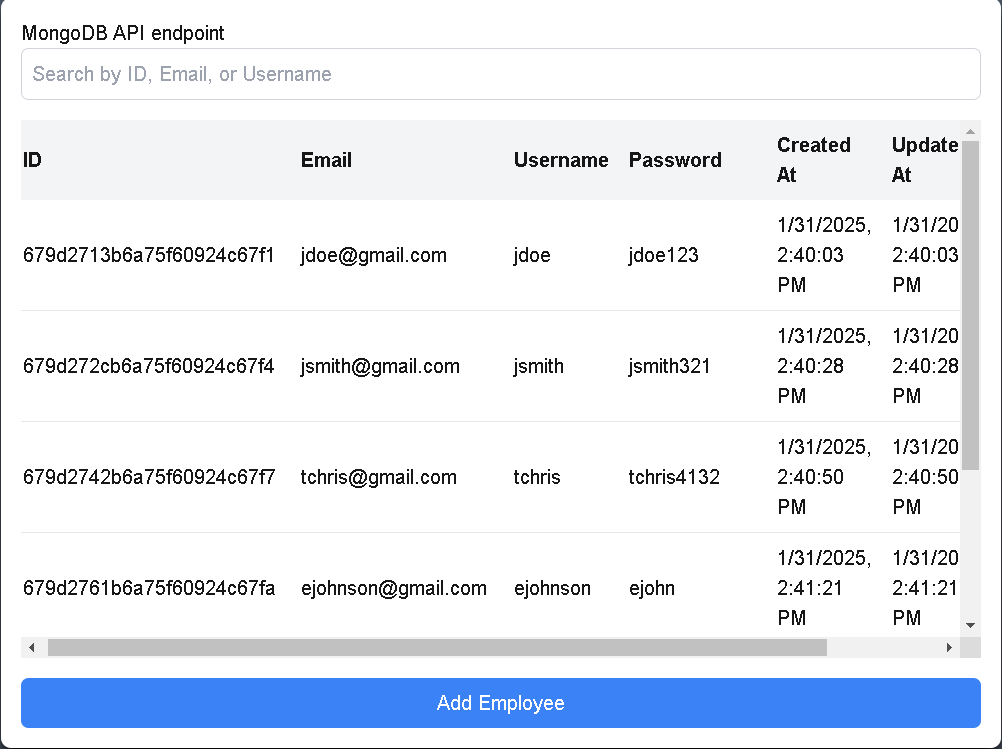 MongoDB API endpoint
Search by ID, Email, or Username
ID Email Username Password Created At Update At
679d2713b6a75f60924c67f1 jdoe@gmail.com jdoe jdoe123 1/31/2025, 2:40:03 PM 1/31/20 2:40:03 PM
679d272cb6a75f60924c67f4 jsmith@gmail.com jsmith jsmith321 1/31/2025, 2:40:28 PM 1/31/20 2:40:28 PM
679d2742b6a75f60924c67f7 tchris@gmail.com tchris tchris4132 1/31/2025, 2:40:50 PM 1/31/20 2:40:50 PM
679d2761b6a75f60924c67fa ejohnson@gmail.com ejohnson ejohn 1/31/2025, 2:41:21 PM 1/31/20 2:41:21 PM
Add Employee